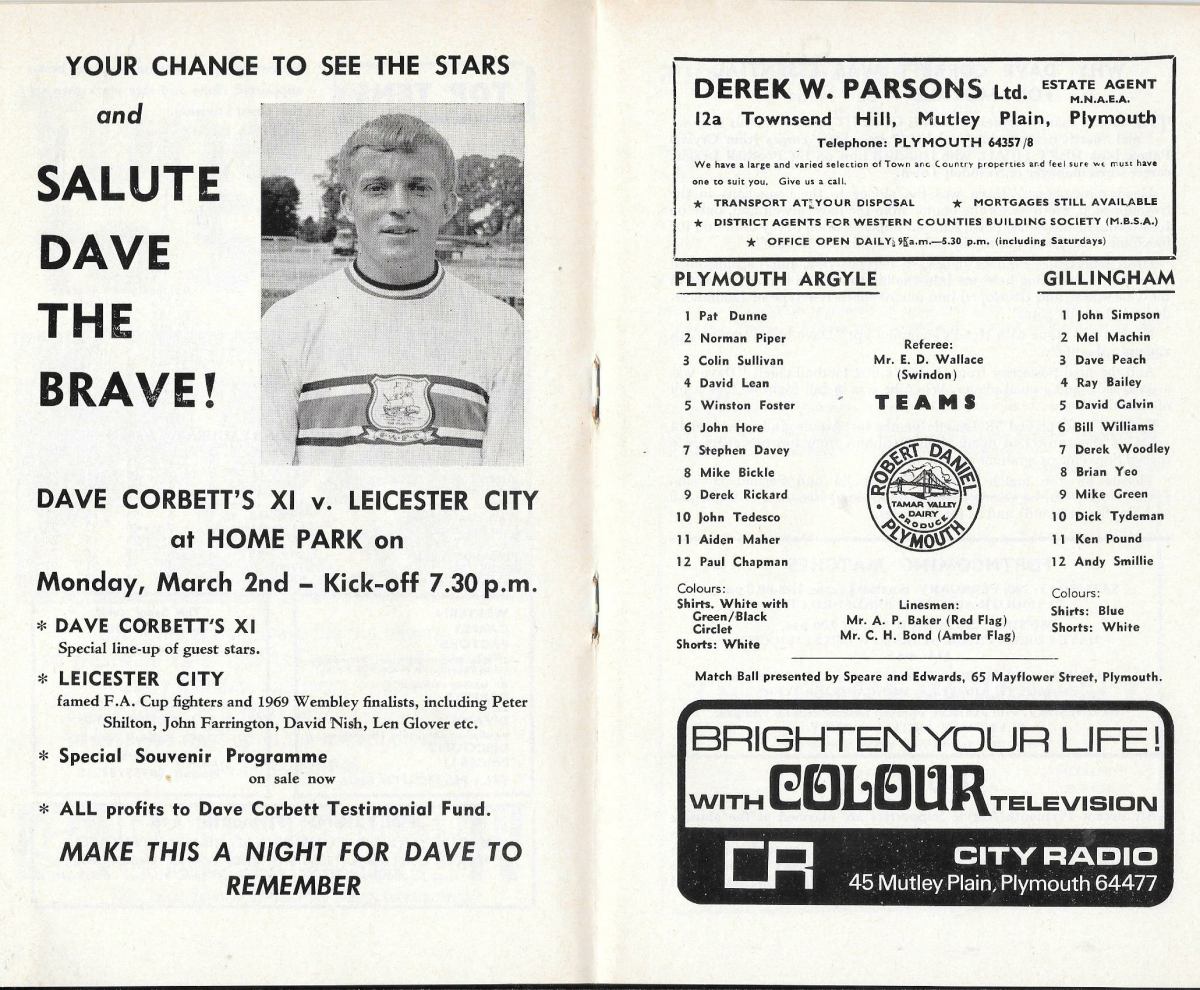 YOUR CHANCE TO SEE THE STARS
and
SALUTE
DAVE
THE
BRAVE!
DAVE CORBETT'S XI v. LEICESTER CITY
at HOME PARK on
Monday, March 2nd – Kick-off 7.30 p.m.
* DAVE CORBETT'S XI
Special line-up of guest stars.
* LEICESTER CITY
famed F.A. Cup fighters and 1969 Wembley finalists, including Peter
Shilton, John Farrington, David Nish, Len Glover etc.
* Special Souvenir Programme
on sale now
* ALL profits to Dave Corbett Testimonial Fund.
MAKE THIS A NIGHT FOR DAVE TO
REMEMBER
DEREK W. PARSONS Ltd. ESTATE AGENT
M.N.A.E.A.
12a Townsend Hill, Mutley Plain, Plymouth
Telephone: PLYMOUTH 64357/8
We have a large and varied selection of Town and Country properties and feel sure we must have
one to suit you. Give us a call.
★ TRANSPORT AT YOUR DISPOSAL ★ MORTGAGES STILL AVAILABLE
★ DISTRICT AGENTS FOR WESTERN COUNTIES BUILDING SOCIETY (M.B.S.A.)
★ OFFICE OPEN DAILY 9 a.m.—5.30 p.m. (including Saturdays)
PLYMOUTH ARGYLE
1 Pat Dunne
2 Norman Piper
3 Colin Sullivan
4 David Lean
5 Winston Foster
6 John Hore
7 Stephen Davey
8 Mike Bickle
9 Derek Rickard
10 John Tedesco
11 Aiden Maher
12 Paul Chapman
Colours:
Shirts. White with
Green/Black
Circlet
Shorts: White
Referee:
Mr. E. D. Wallace
(Swindon)
TEAMS
ROBERT DANIEL
TAMAR VALLEY
DAIRY
PRODUCE
PLYMOUTH
Linesmen:
Mr. A. P. Baker (Red Flag)
Mr. C. H. Bond (Amber Flag)
GILLINGHAM
1 John Simpson
2 Mel Machin
3 Dave Peach
4 Ray Bailey
5 David Galvin
6 Bill Williams
7 Derek Woodley
8 Brian Yeo
9 Mike Green
10 Dick Tydeman
11 Ken Pound
12 Andy Smillie
Colours:
Shirts: Blue
Shorts: White
Match Ball presented by Speare and Edwards, 65 Mayflower Street, Plymouth.
BRIGHTEN YOUR LIFE!
WITH COLOUR TELEVISION
CR CITY RADIO
45 Mutley Plain, Plymouth 64477